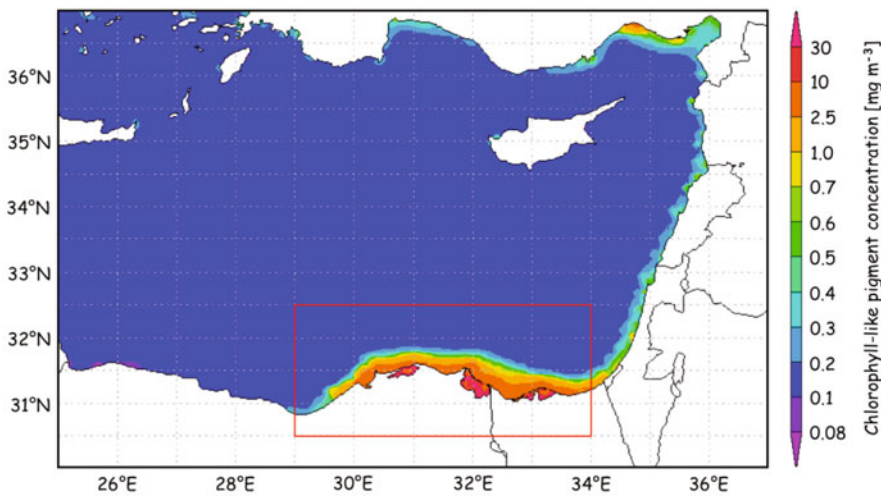 36°N
35°N
34°N
33°N
32°N
31°N
26°E 28°E 30°E 32°E 34°E 36°E
30
10
2.5
1.0
0.7
0.6
0.5
0.4
0.3
0.2
0.1
0.08
Chlorophyll-like pigment concentration [mg m⁻³]